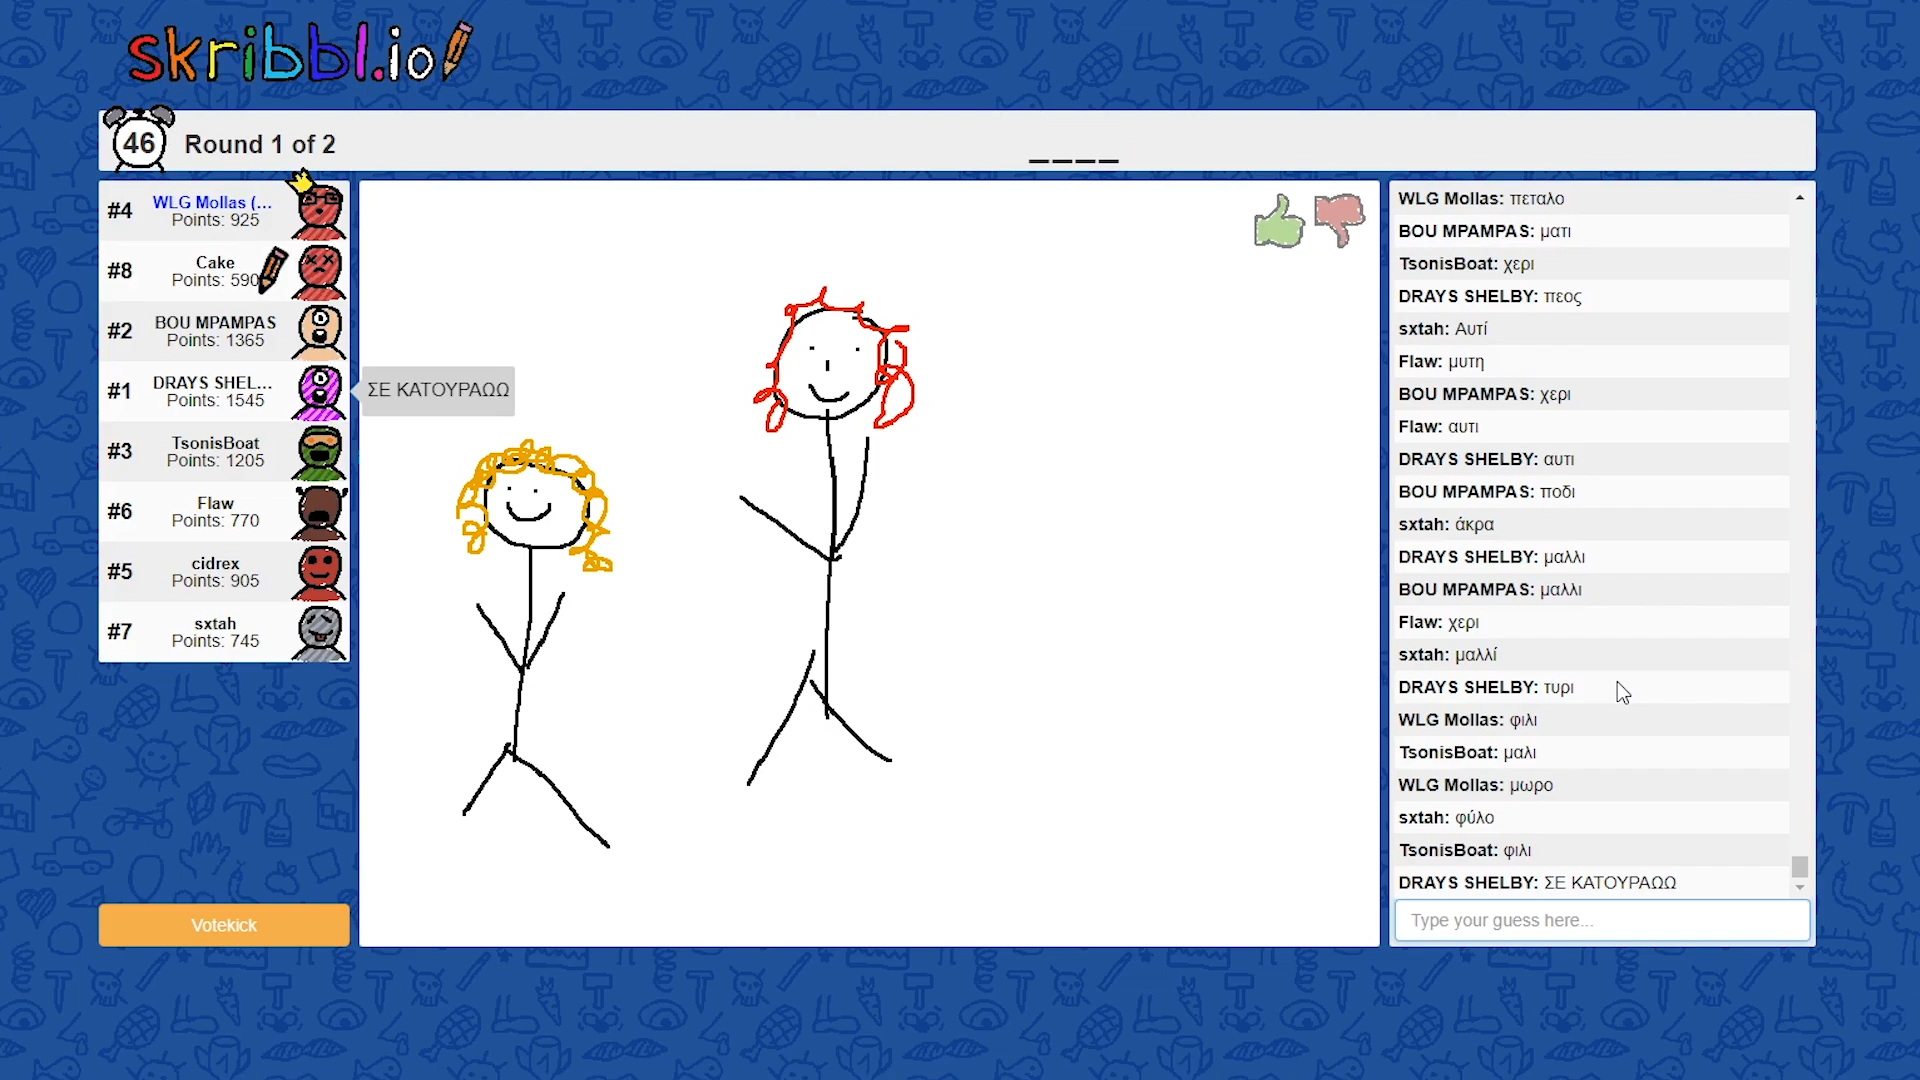 skribbl.io
46
Round 1 of 2
____
#4
WLG Mollas (...
Points: 925
#8
Cake
Points: 590
#2
BOU MPAMPAS
Points: 1365
#1
DRAYS SHEL...
Points: 1545
ΣΕ ΚΑΤΟΥΡΑΩΩ
#3
TsonisBoat
Points: 1205
#6
Flaw
Points: 770
#5
cidrex
Points: 905
#7
sxtah
Points: 745
Votekick
WLG Mollas: πεταλο
BOU MPAMPAS: ματι
TsonisBoat: χερι
DRAYS SHELBY: πεος
sxtah: Αυτί
Flaw: μυτη
BOU MPAMPAS: χερι
Flaw: αυτι
DRAYS SHELBY: αυτι
BOU MPAMPAS: ποδι
sxtah: άκρα
DRAYS SHELBY: μαλλι
BOU MPAMPAS: μαλλι
Flaw: χερι
sxtah: μαλλί
DRAYS SHELBY: τυρι
WLG Mollas: φιλι
TsonisBoat: μαλι
WLG Mollas: μωρο
sxtah: φύλο
TsonisBoat: φιλι
DRAYS SHELBY: ΣΕ ΚΑΤΟΥΡΑΩΩ
Type your guess here...